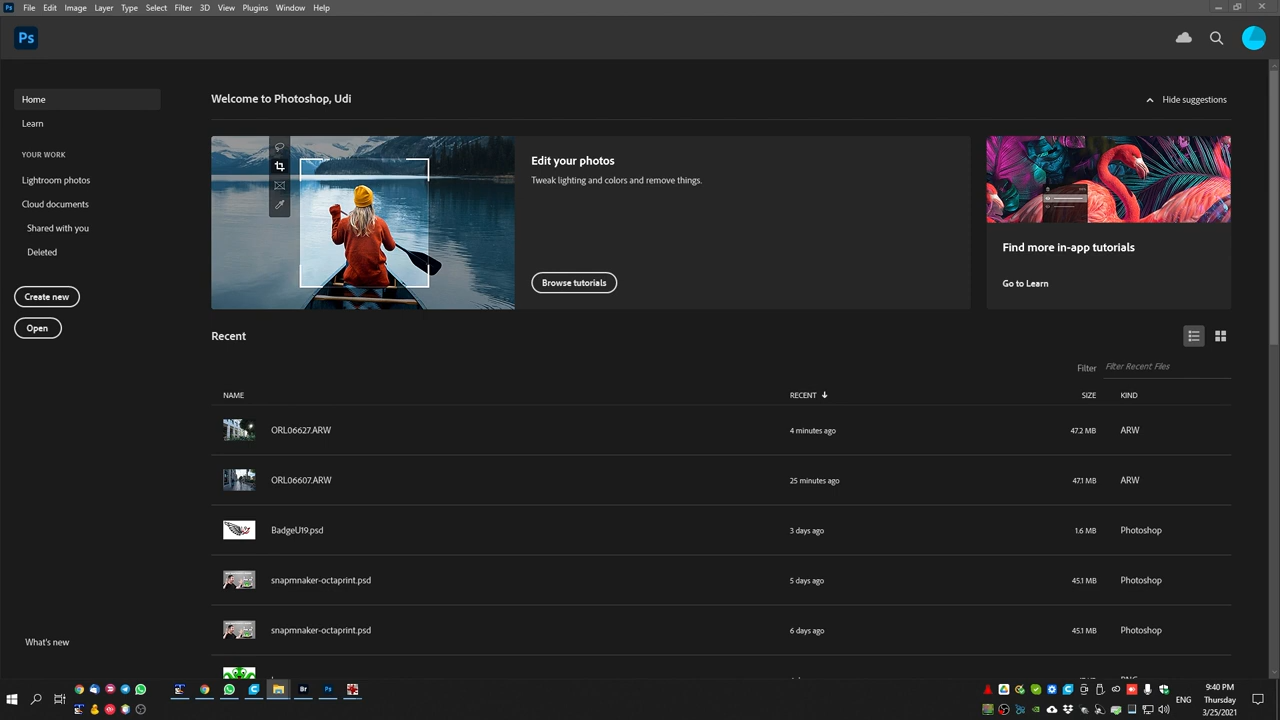 Ps File Edit Image Layer Type Select Filter 3D View Plugins Window Help
Ps
Home
Learn
YOUR WORK
Lightroom photos
Cloud documents
Shared with you
Deleted
Create new
Open
What's new
Welcome to Photoshop, Udi
Hide suggestions
Edit your photos
Tweak lighting and colors and remove things.
Browse tutorials
Find more in-app tutorials
Go to Learn
Recent
Filter Filter Recent Files
NAME RECENT SIZE KIND
ORL06627.ARW 4 minutes ago 47.2 MB ARW
ORL06607.ARW 25 minutes ago 47.1 MB ARW
BadgeU19.psd 3 days ago 1.6 MB Photoshop
snapmnaker-octaprint.psd 5 days ago 45.1 MB Photoshop
snapmnaker-octaprint.psd 6 days ago 45.1 MB Photoshop
Br Ps
ENG
9:40 PM
Thursday
3/25/2021